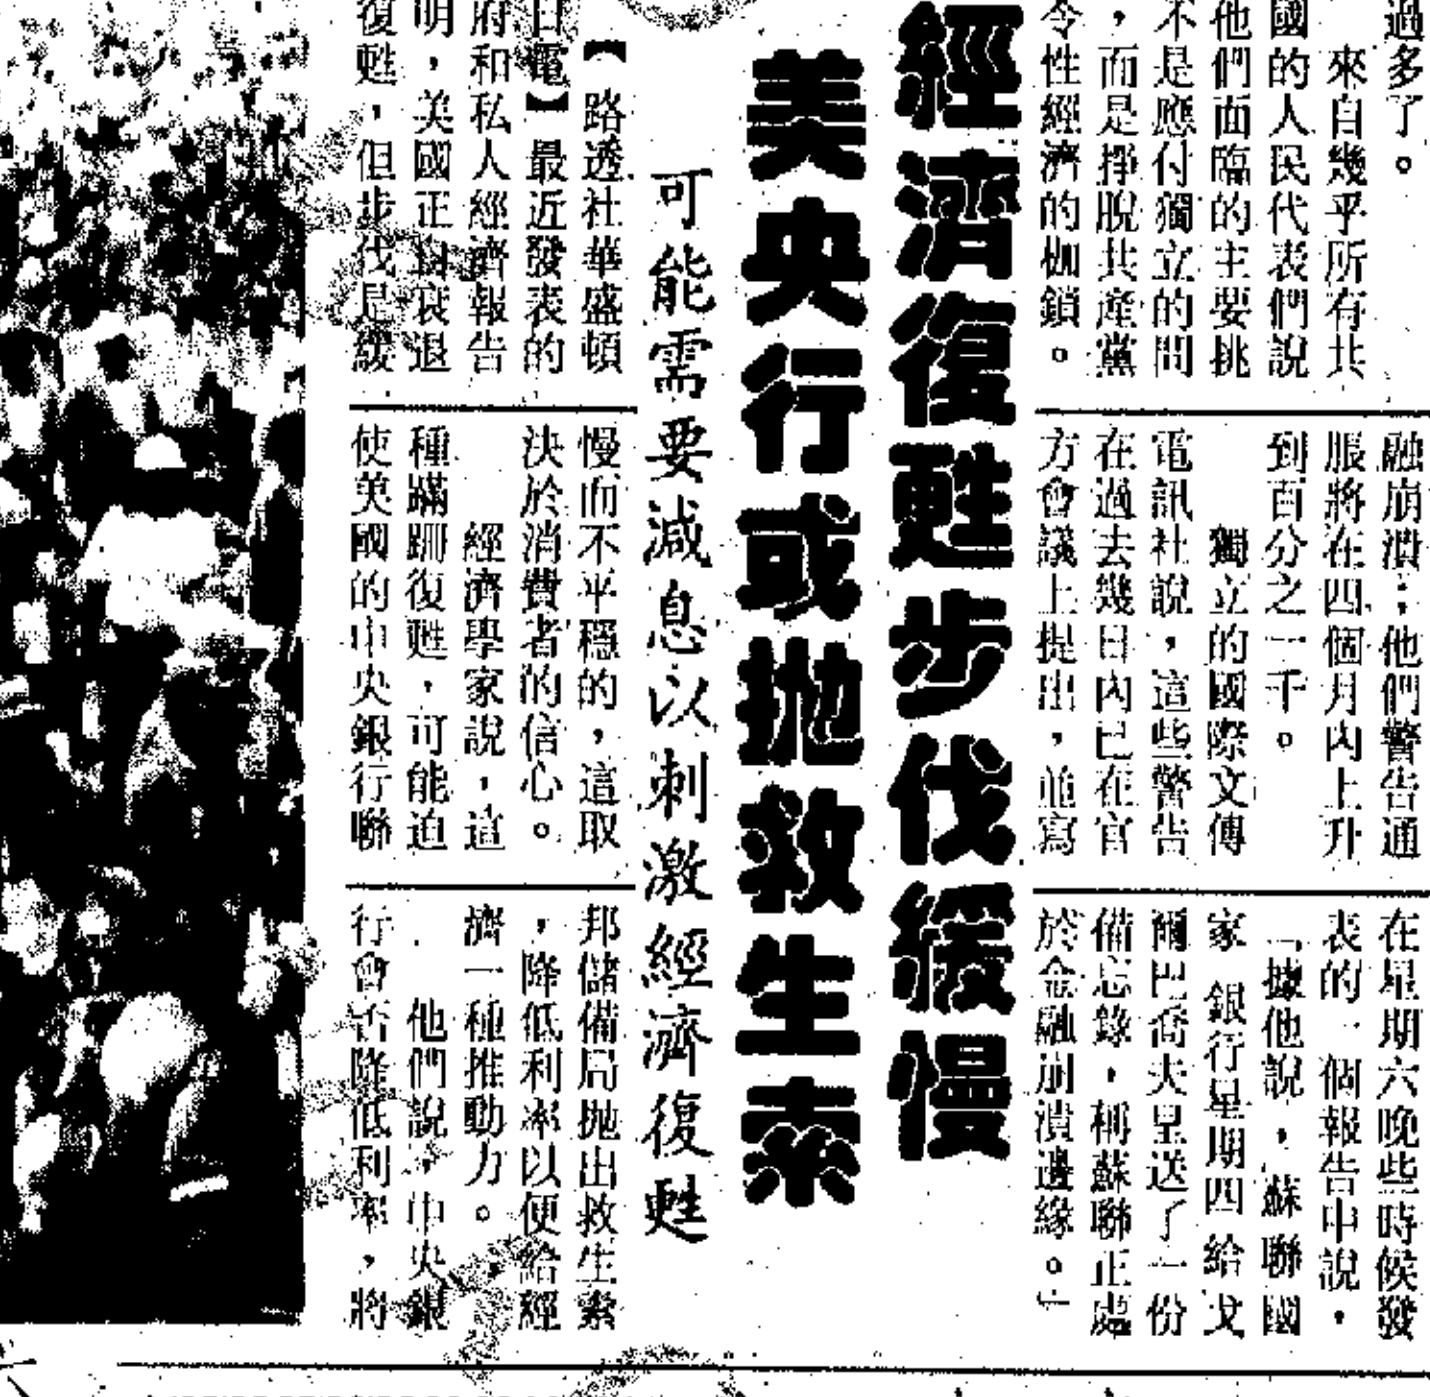 過多了。
來自幾乎所有共
國的人民代表們說
他們面臨的主要挑
不是應付獨立的問
，而是掙脫共產黨
令性經濟的枷鎖。
融崩潰；他們警告通
脹將在四個月內上升
到百分之一千。
獨立的國際文傳
電訊社說，這些警告
在過去幾日內已在官
方會議上提出，並寫
在星期六晚些時候發
表的一個報告中說，
「據他說，蘇聯國
家銀行星期四給戈
爾巴喬夫呈送了一份
備忘錄，稱蘇聯正處
於金融崩潰邊緣。」
經濟復甦步伐緩慢
美央行或拋救生索
可能需要減息以刺激經濟復甦
【路透社華盛頓
日電】最近發表的
府和私人經濟報告
明，美國正由衰退
復甦，但步伐是緩
慢而不平穩的，這取
決於消費者的信心。
經濟學家說，這
種蹣跚復甦，可能迫
使美國的中央銀行聯
邦儲備局拋出救生索
，降低利率以便給經
濟一種推動力。
他們說，中央銀
行會否降低利率，將